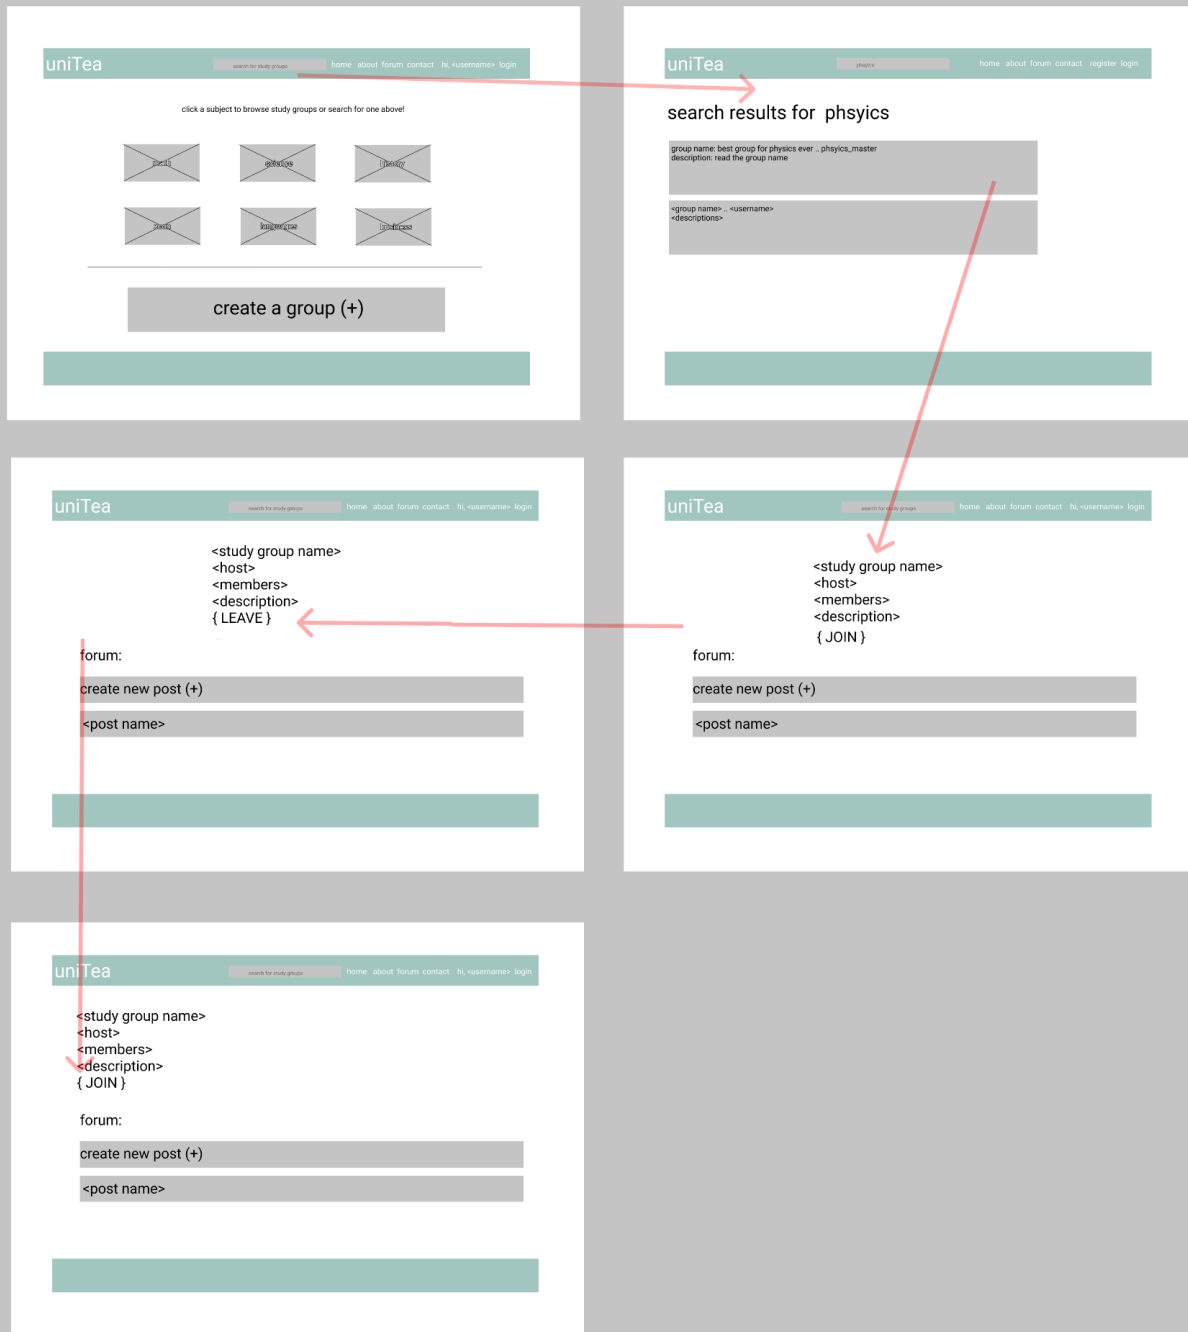 uniTea search for study groups home about forum contact hi, <username> login
click a subject to browse study groups or search for one above!
math science history
languages business
create a group (+)
uniTea phsyics home about forum contact register login
search results for phsyics
group name: best group for physics ever .. phsyics_master
description: read the group name
<group name> .. <username>
<descriptions>
uniTea search for study groups home about forum contact hi, <username> login
<study group name>
<host>
<members>
<description>
{ LEAVE }
forum:
create new post (+)
<post name>
uniTea search for study groups home about forum contact hi, <username> login
<study group name>
<host>
<members>
<description>
{ JOIN }
forum:
create new post (+)
<post name>
uniTea search for study groups home about forum contact hi, <username> login
<study group name>
<host>
<members>
<description>
{ JOIN }
forum:
create new post (+)
<post name>